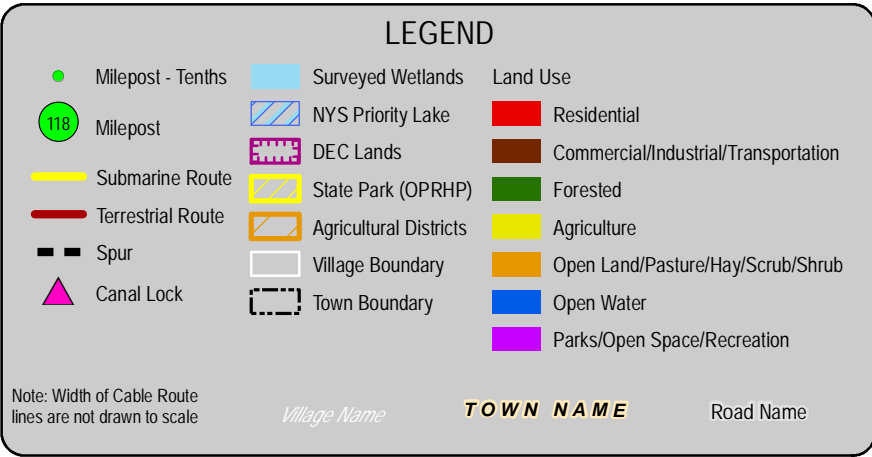 LEGEND
Milepost - Tenths
118
Milepost
Submarine Route
Terrestrial Route
Spur
Canal Lock
Surveyed Wetlands
NYS Priority Lake
DEC Lands
State Park (OPRHP)
Agricultural Districts
Village Boundary
Town Boundary
Land Use
Residential
Commercial/Industrial/Transportation
Forested
Agriculture
Open Land/Pasture/Hay/Scrub/Shrub
Open Water
Parks/Open Space/Recreation
Note: Width of Cable Route
lines are not drawn to scale
Village Name
TOWN NAME
Road Name